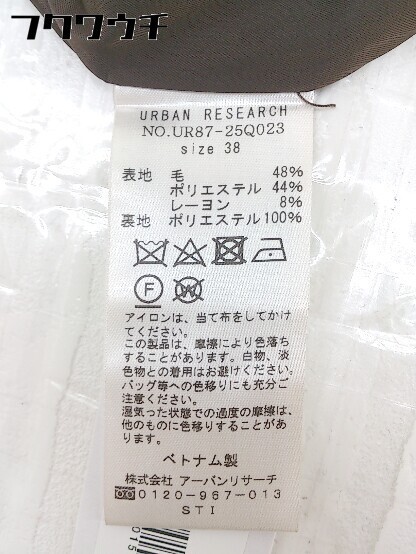 フクウウチ
URBAN RESEARCH
NO.UR87-25Q023
size 38
表地 毛 48%
ポリエステル 44%
レーヨン 8%
裏地 ポリエステル 100%
F W
アイロンは、当て布をしてかけ
てください。
この製品は、摩擦により色落ち
することがあります。白物、淡
色物との着用はお避けください。
バッグ等への色移りにも充分ご
注意ください。
湿気った状態での過度の摩擦は、
他のものに色移りすることがあ
ります。
ベトナム製
株式会社 アーバンリサーチ
0120-967-013
STI
015